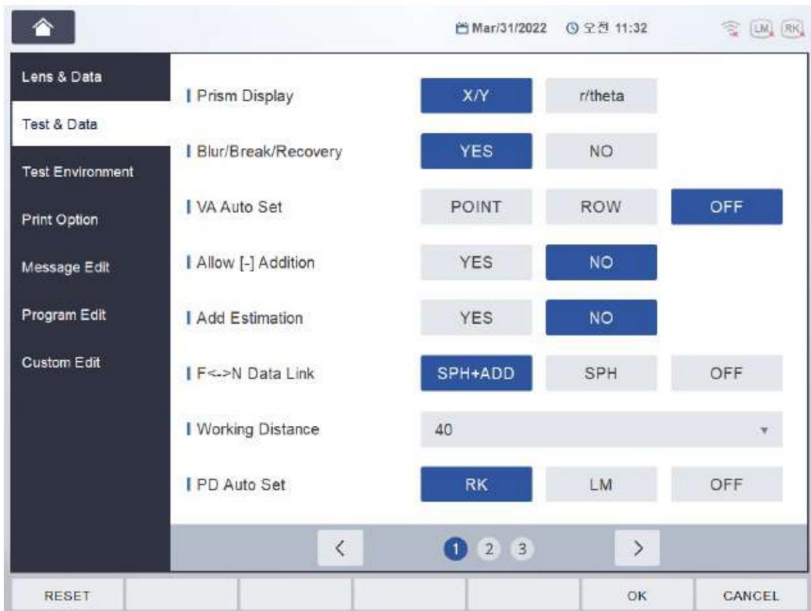 Mar/31/2022 오전 11:32 LM RK
Lens & Data
Test & Data
Test Environment
Print Option
Message Edit
Program Edit
Custom Edit
Prism Display X/Y r/theta
Blur/Break/Recovery YES NO
VA Auto Set POINT ROW OFF
Allow [-] Addition YES NO
Add Estimation YES NO
F<->N Data Link SPH+ADD SPH OFF
Working Distance 40
PD Auto Set RK LM OFF
< 1 2 3 >
RESET OK CANCEL